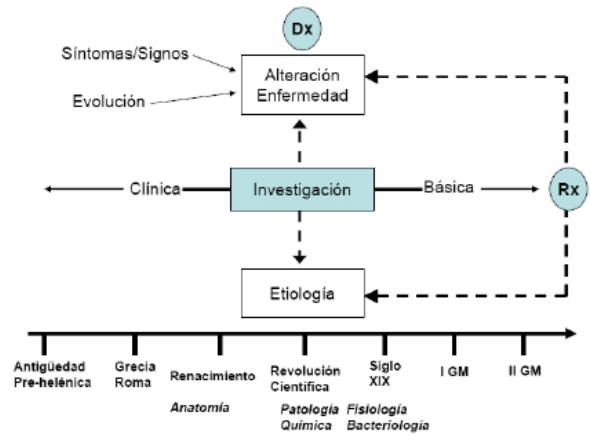 Dx
Síntomas/Signos
Alteración
Enfermedad
Evolución
Clínica
Investigación
Básica
Rx
Etiología
Antigüedad
Pre-helénica
Grecia
Roma
Renacimiento
Anatomía
Revolución
Científica
Patología
Quimica
Siglo
XIX
Fisiología
Bacteriología
I GM
II GM